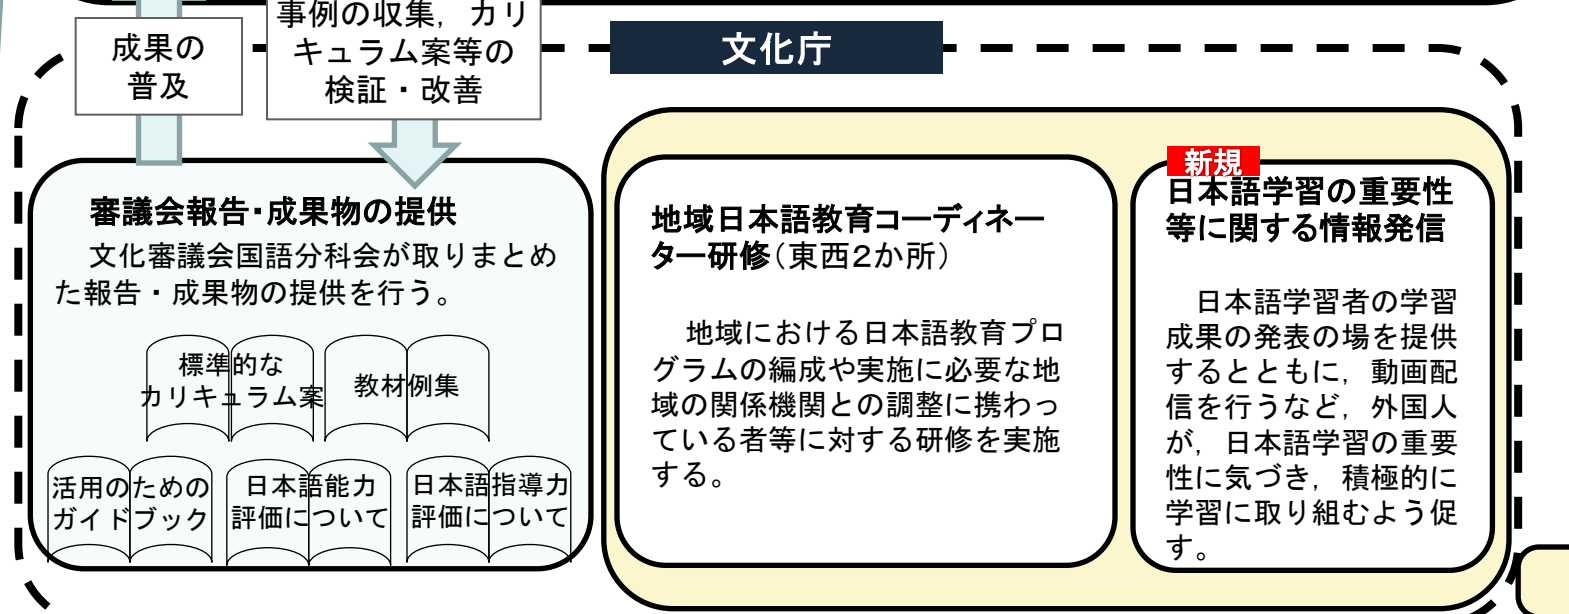 成果の
普及
事例の収集，カリ
キュラム案等の
検証・改善
文化庁
審議会報告・成果物の提供
文化審議会国語分科会が取りまとめ
た報告・成果物の提供を行う。
標準的な
カリキュラム案
教材例集
活用のための
ガイドブック
日本語能力
評価について
日本語指導力
評価について
地域日本語教育コーディネー
ター研修（東西２か所）
地域における日本語教育プロ
グラムの編成や実施に必要な地
域の関係機関との調整に携わっ
ている者等に対する研修を実施
する。
新規
日本語学習の重要性
等に関する情報発信
日本語学習者の学習
成果の発表の場を提供
するとともに，動画配
信を行うなど，外国人
が，日本語学習の重要
性に気づき，積極的に
学習に取り組むよう促
す。